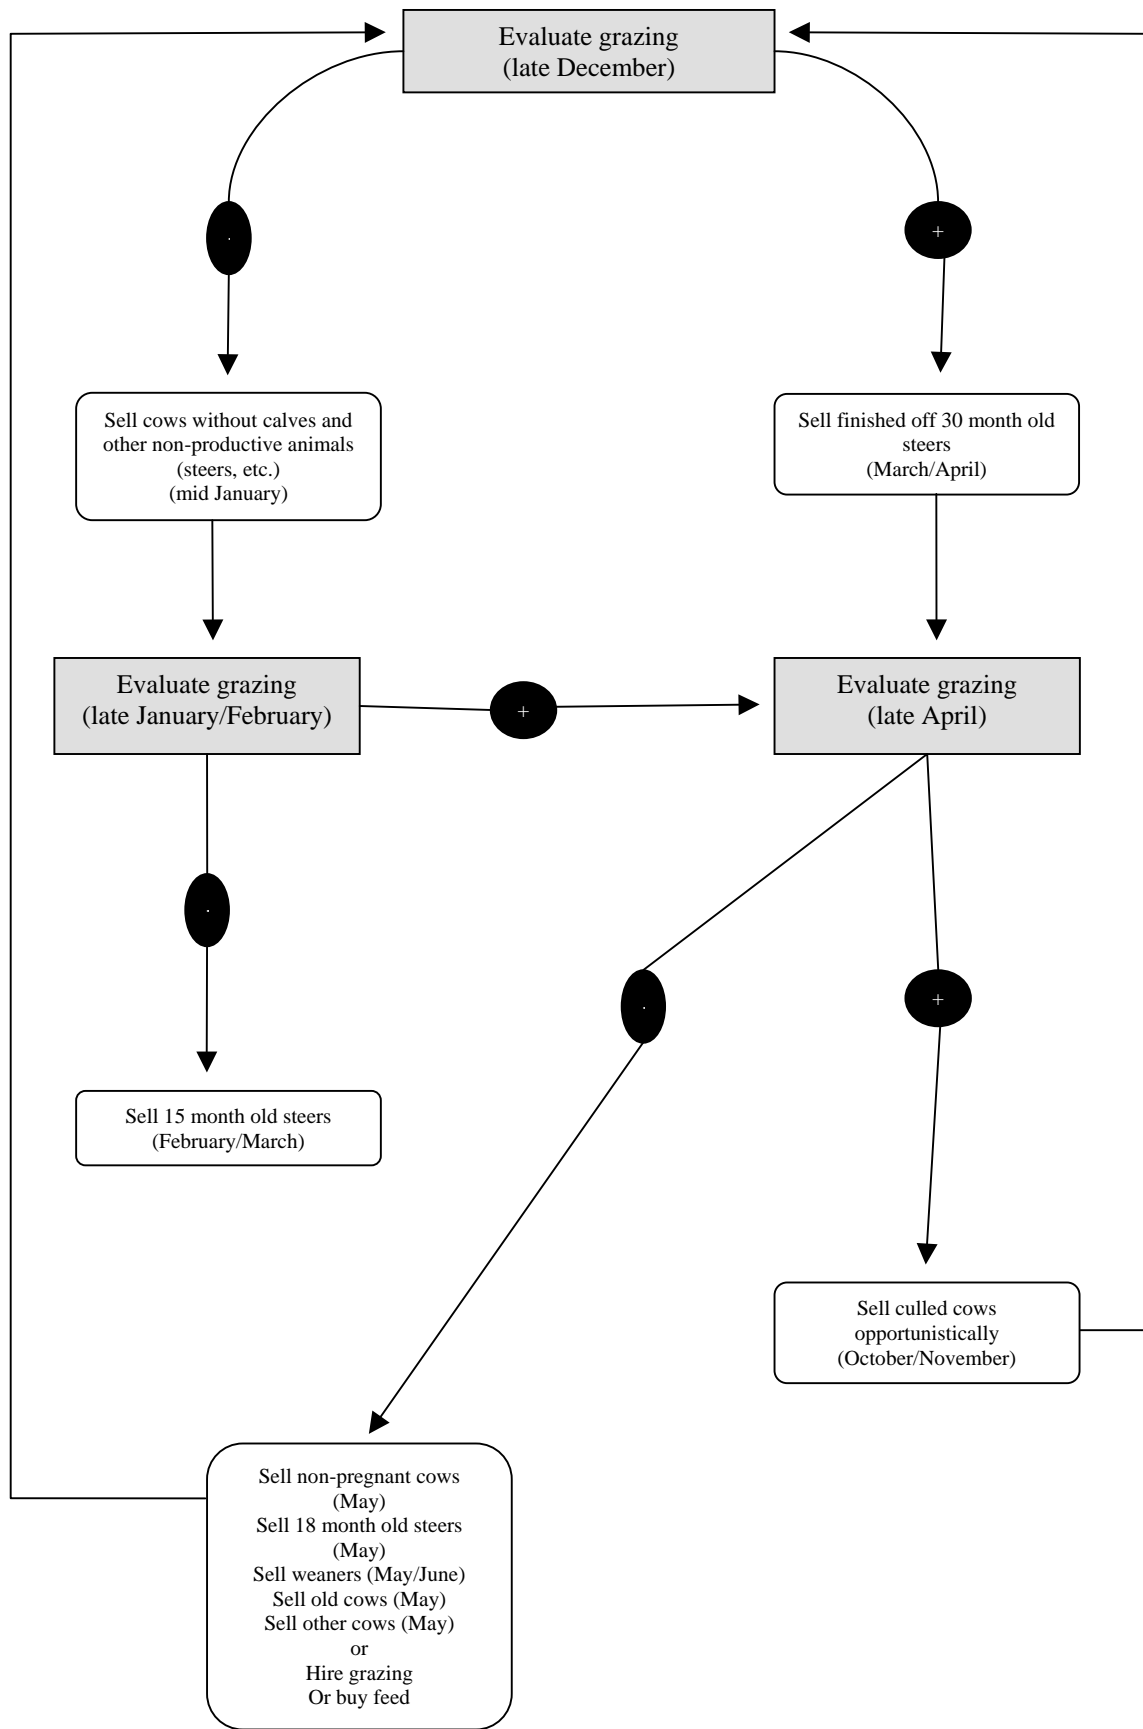 Evaluate grazing
(late December)
.
+
Sell cows without calves and
other non-productive animals
(steers, etc.)
(mid January)
Sell finished off 30 month old
steers
(March/April)
Evaluate grazing
(late January/February)
+
Evaluate grazing
(late April)
.
.
+
Sell 15 month old steers
(February/March)
Sell culled cows
opportunistically
(October/November)
Sell non-pregnant cows
(May)
Sell 18 month old steers
(May)
Sell weaners (May/June)
Sell old cows (May)
Sell other cows (May)
or
Hire grazing
Or buy feed